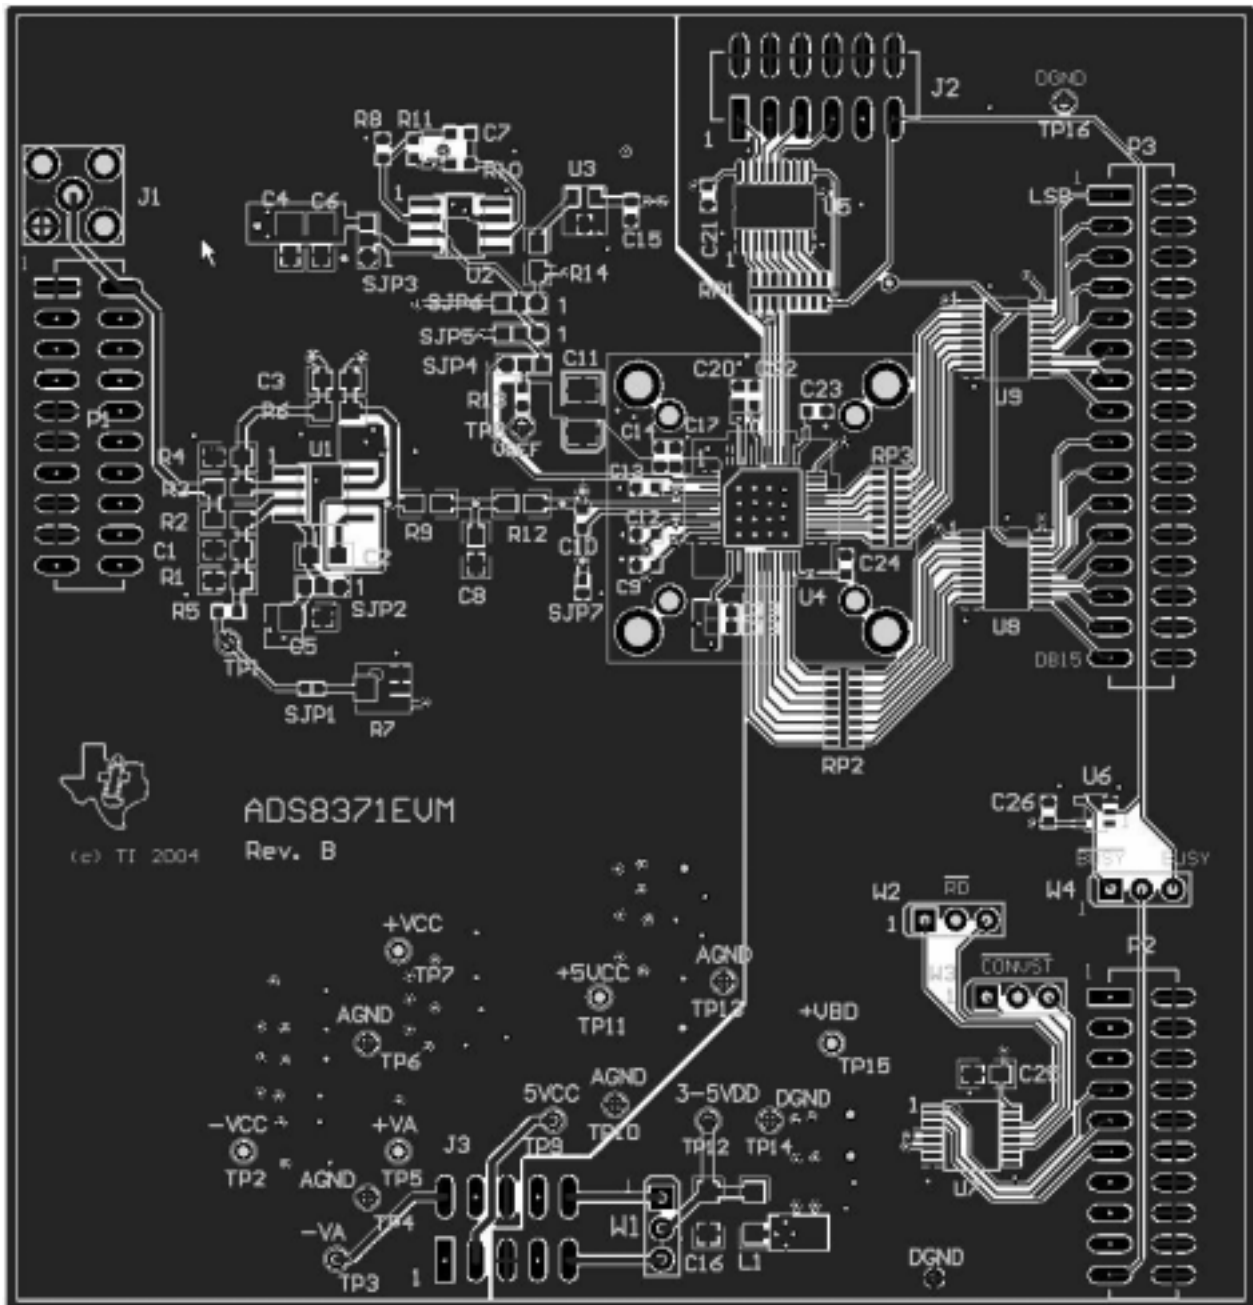 J2
DGND
TP16
R8 R11 C7
R10
P3
U3
1
1
LSB
J1
C4 C6
1
C21
U5
C15
U2
1
1
SJP3
R14
RP1
SJP6 1
SJP5 1
SJP4 C11
U9
C3
C20
C23
R6
P1
C14 C17
VREF
U1
R4 1
RP3
C13
R3
R2
R9 R12
C12
C1
C10
C2
C24
R1
C9
1
C8
SJP2
SJP7
U4
R5
U8
C5
TP1
DB15
SJP1
R7
RP2
U6
ADS8371EVM
C26
(c) TI 2004
Rev. B
BUSY BUSY
W2 RD
W4
1
1
+VCC
P2
TP7
AGND
+5VCC
W3 CONVST
1
TP13
TP11
AGND
+VBD
TP6
TP15
C25
AGND
5VCC 3-5VDD DGND
1
-VCC +VA
J3 TP9 TP10 TP12 TP14
TP2 TP5
U7
AGND
TP4
W1
-VA
C16 L1
TP3
1
DGND